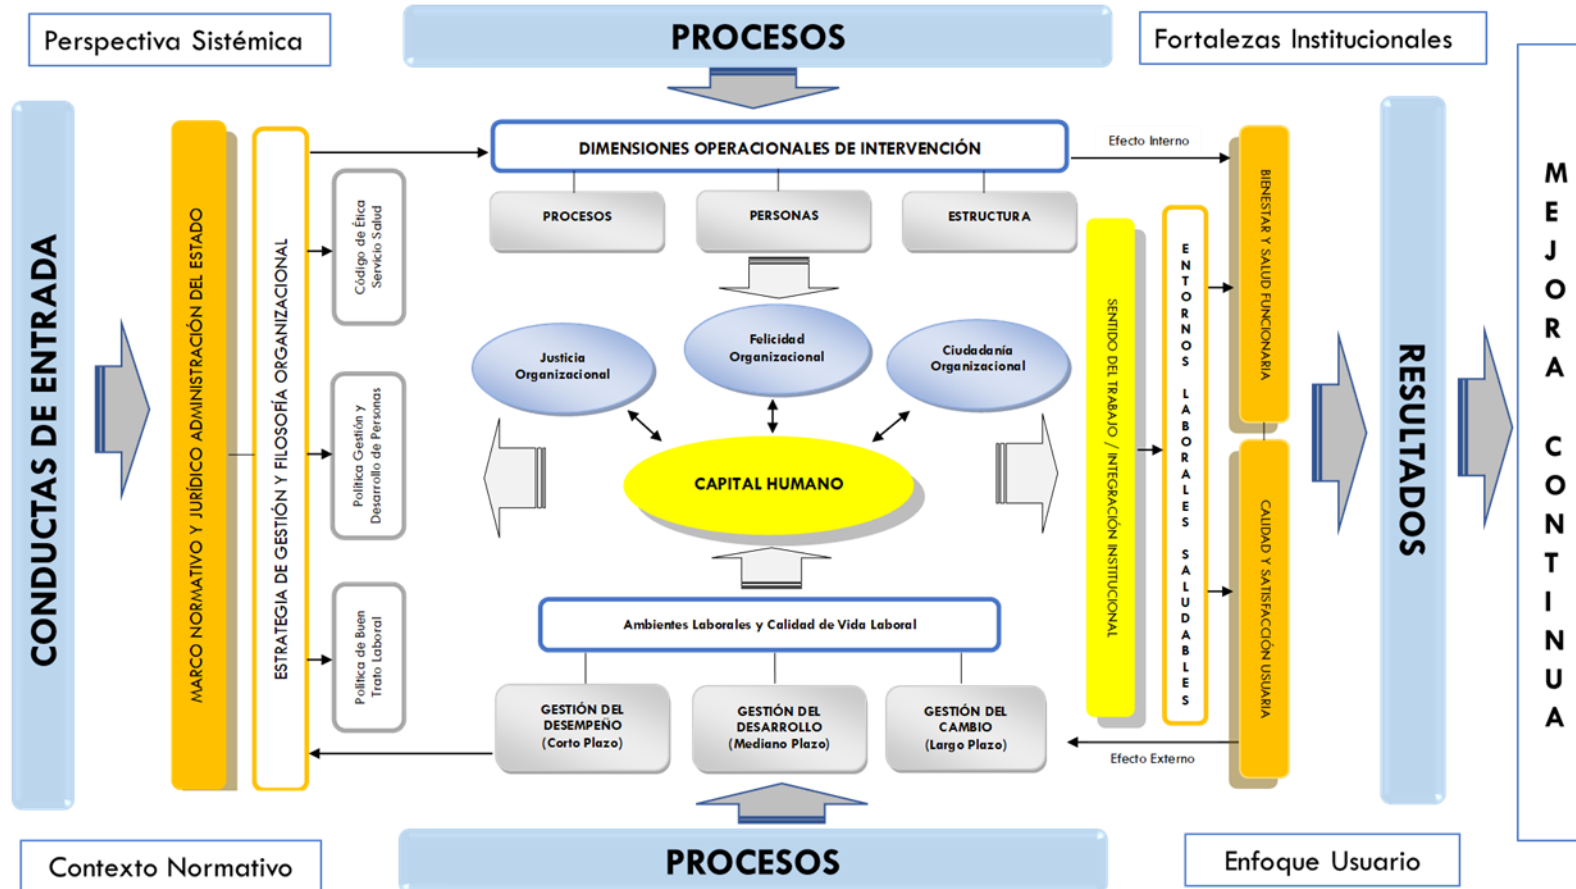 Perspectiva Sistémica
PROCESOS
Fortalezas Institucionales
CONDUCTAS DE ENTRADA
MARCO NORMATIVO Y JURÍDICO ADMINISTRACIÓN DEL ESTADO
ESTRATEGIA DE GESTIÓN Y FILOSOFÍA ORGANIZACIONAL
Código de Ética
Servicio Salud
Política Gestión y
Desarrollo de Personas
Política de Buen
Trato Laboral
DIMENSIONES OPERACIONALES DE INTERVENCIÓN
PROCESOS
PERSONAS
ESTRUCTURA
Justicia
Organizacional
Felicidad
Organizacional
Ciudadanía
Organizacional
CAPITAL HUMANO
Ambientes Laborales y Calidad de Vida Laboral
GESTIÓN DEL
DESEMPEÑO
(Corto Plazo)
GESTIÓN DEL
DESARROLLO
(Mediano Plazo)
GESTIÓN DEL
CAMBIO
(Largo Plazo)
SENTIDO DEL TRABAJO / INTEGRACIÓN INSTITUCIONAL
ENTORNOS LABORALES SALUDABLES
Efecto Interno
BIENESTAR Y SALUD FUNCIONARIA
CALIDAD Y SATISFACCIÓN USUARIA
Efecto Externo
RESULTADOS
MEJORA CONTINUA
Contexto Normativo
PROCESOS
Enfoque Usuario